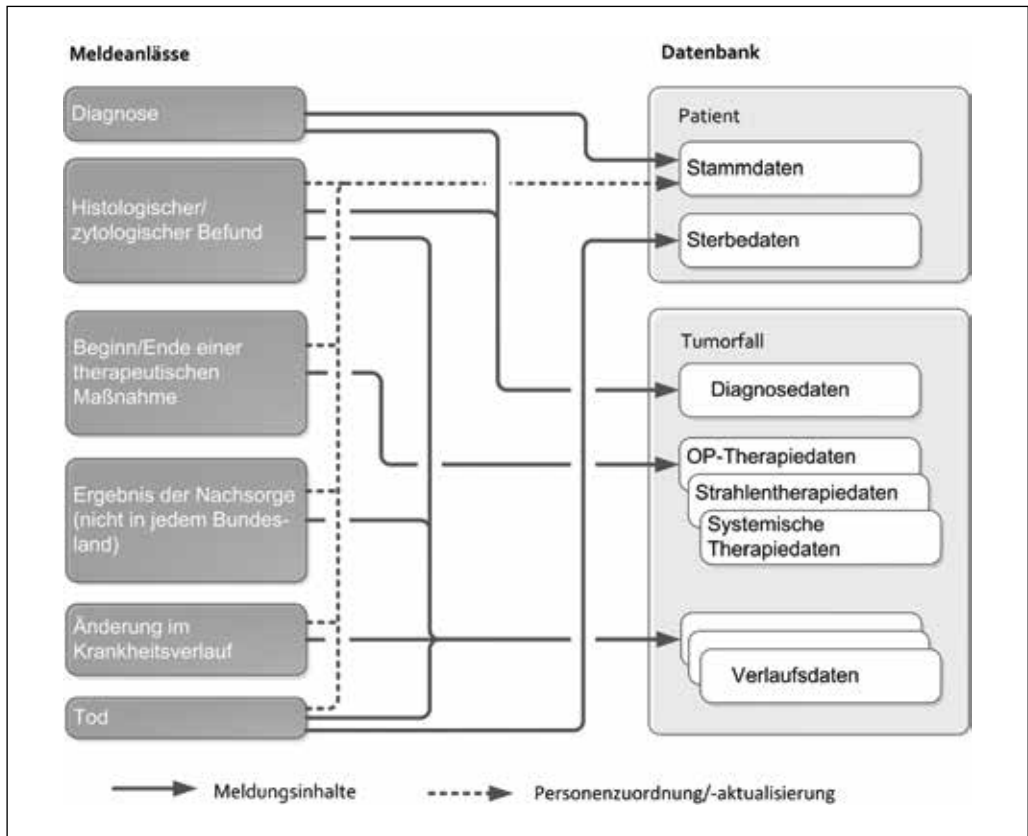 Meldeanlässe
Diagnose
Histologischer/
zytologischer Befund
Beginn/Ende einer
therapeutischen
Maßnahme
Ergebnis der Nachsorge
(nicht in jedem Bundes-
land)
Änderung im
Krankheitsverlauf
Tod
Datenbank
Patient
Stammdaten
Sterbedaten
Tumorfall
Diagnosedaten
OP-Therapiedaten
Strahlentherapiedaten
Systemische
Therapiedaten
Verlaufsdaten
Meldungsinhalte
Personenzuordnung/-aktualisierung